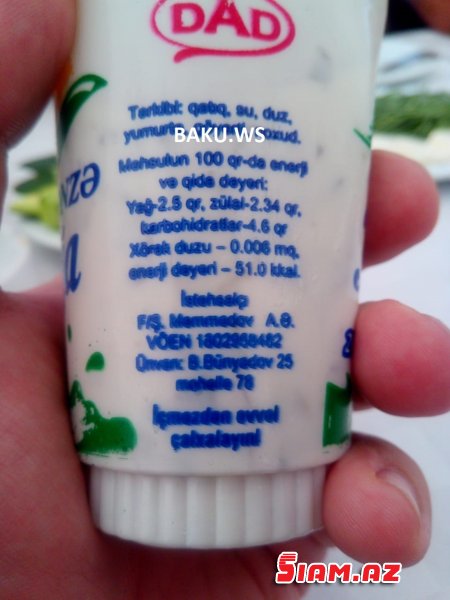 DAD
Tərkibi: qatıq, su, duz,
yumurta, noxud.
BAKU.WS
Məhsulun 100 qr-da enerji
və qida dəyəri:
Yağ-2.5 qr, zülal-2.34 qr,
karbohidratlar-4.6 qr
Xörək duzu – 0.006 mq,
enerji dəyəri – 51.0 kkal.
İstehsalçı
F/Ş. Məmmədov A.Ə.
VÖEN
Ünvan: B.Bünyadov 25
məhəllə 78
İçməzdən əvvəl
çalxalayın!
SIAM.AZ